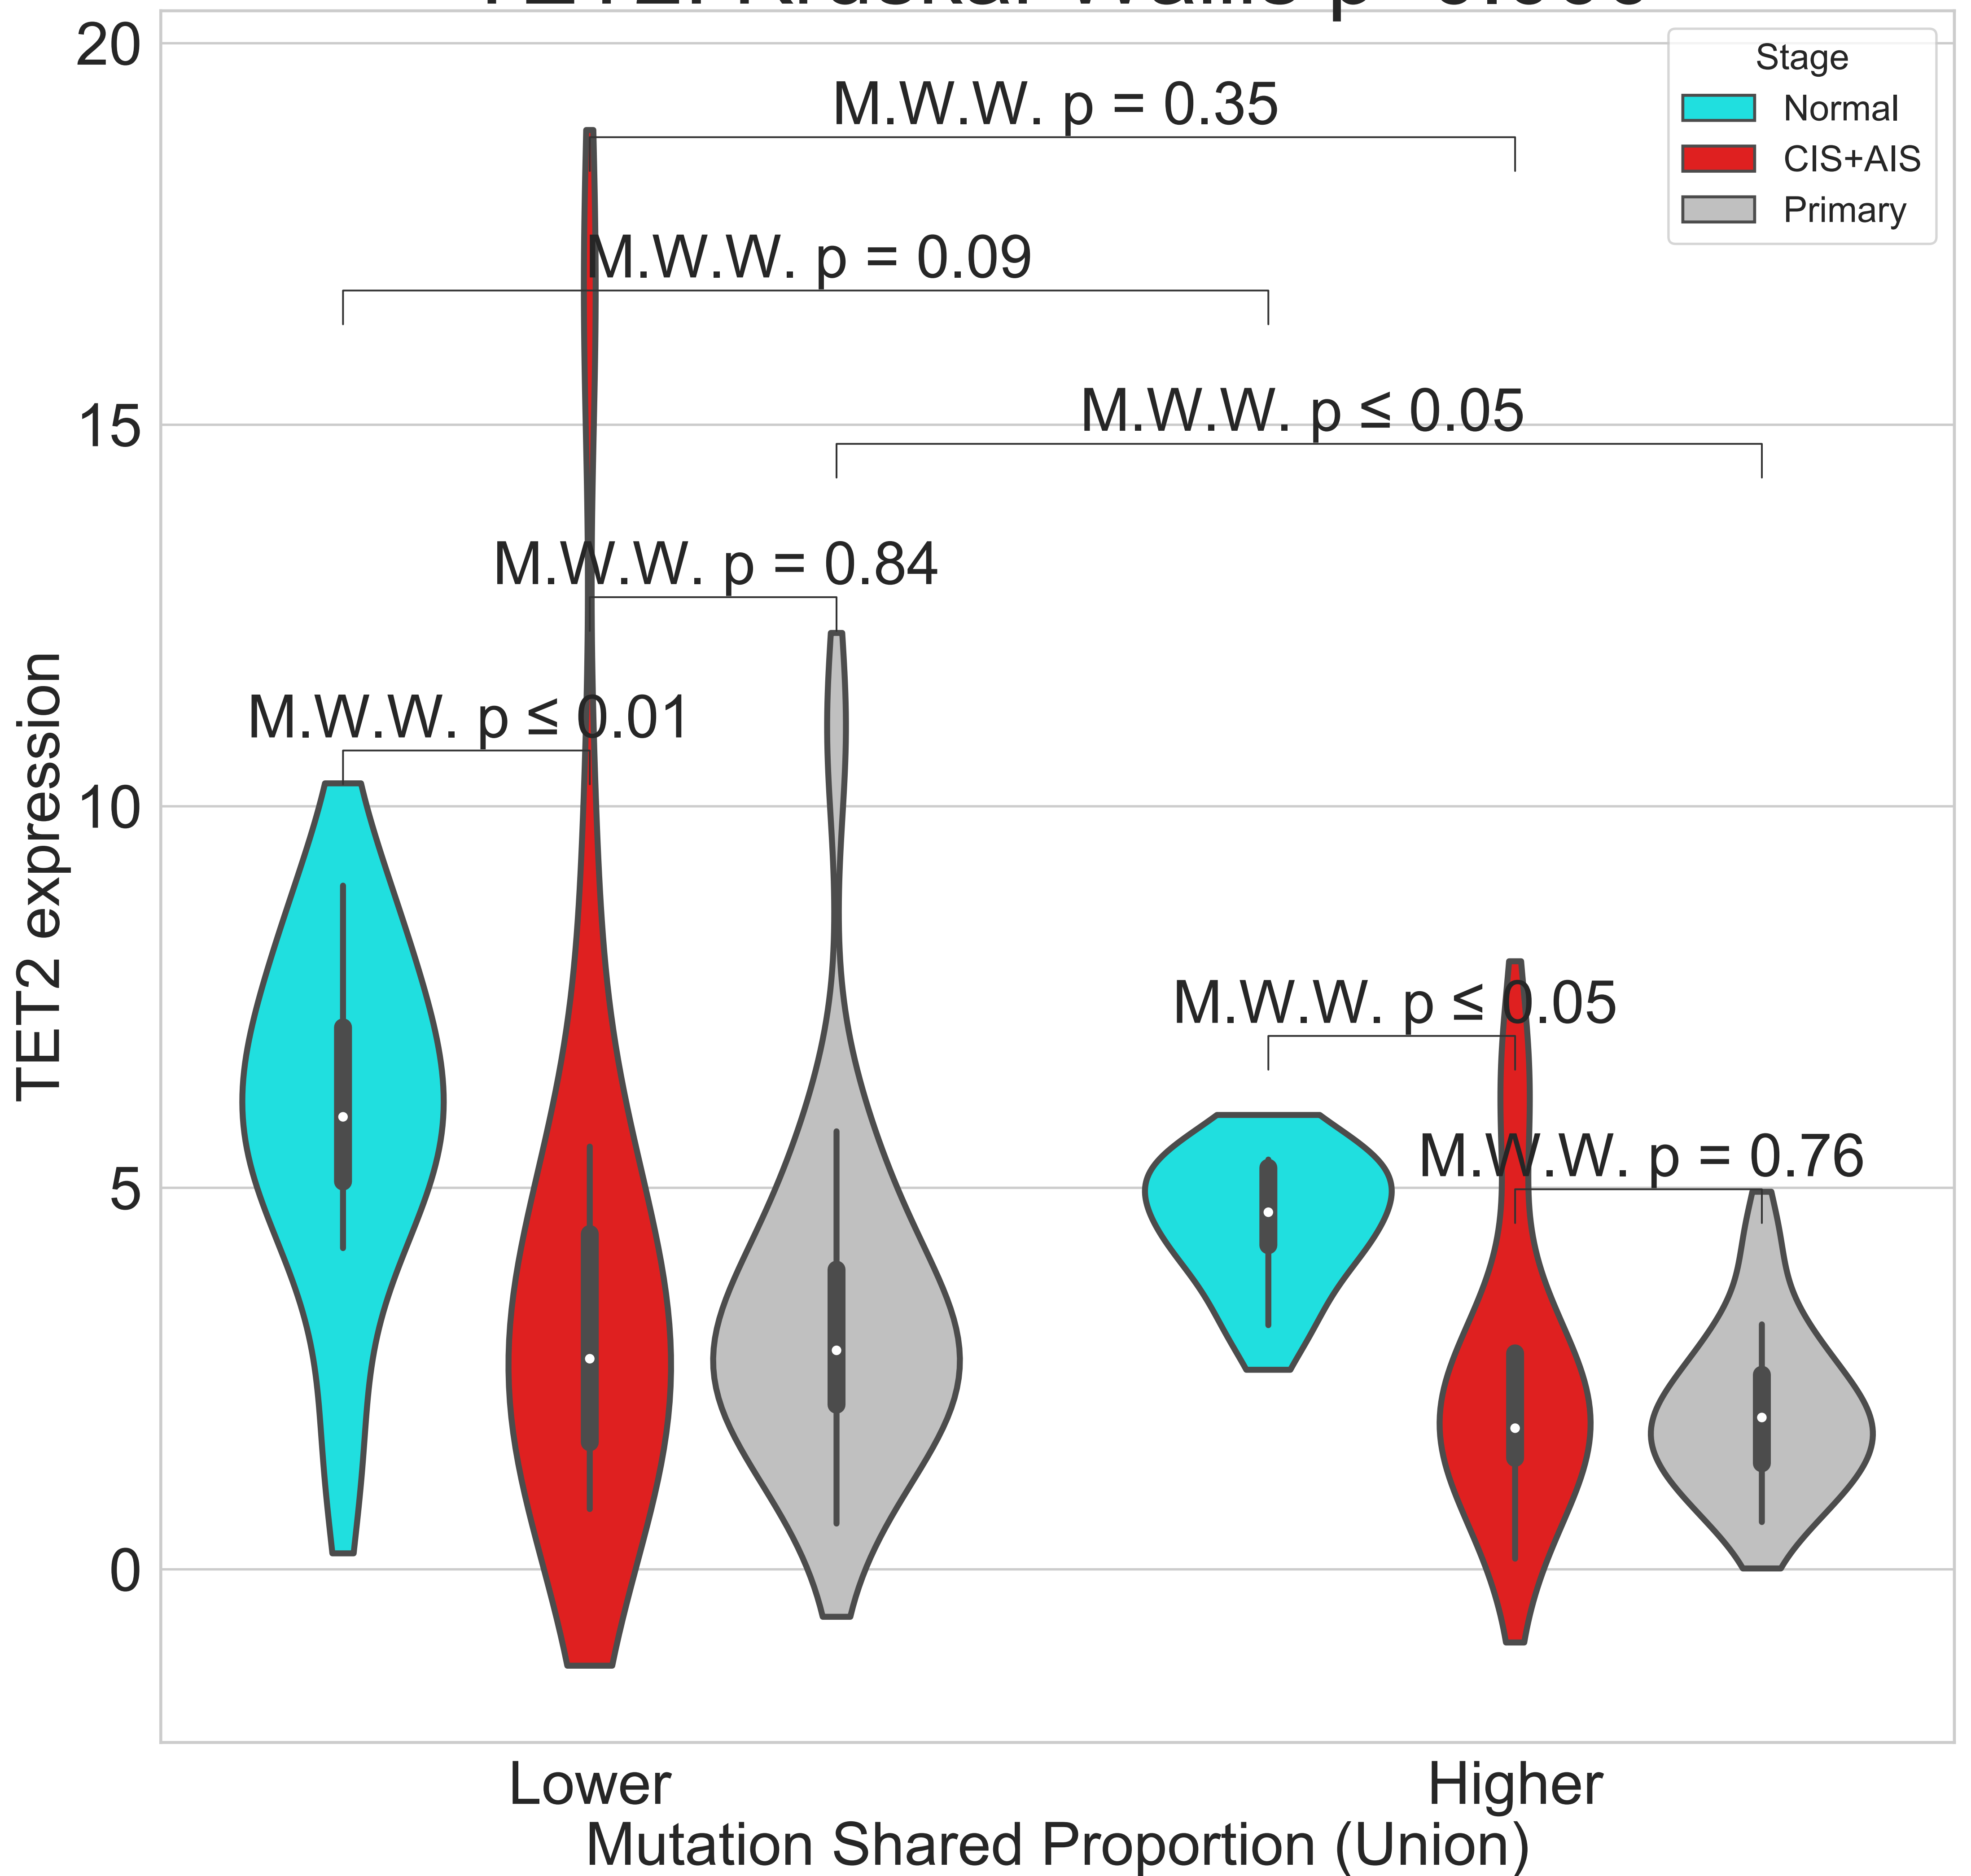 20
Stage
Normal
CIS+AIS
Primary
M.W.W. p = 0.35
M.W.W. p = 0.09
15
M.W.W. p ≤ 0.05
M.W.W. p = 0.84
M.W.W. p ≤ 0.01
10
TET2 expression
M.W.W. p ≤ 0.05
M.W.W. p = 0.76
5
0
Lower
Higher
Mutation Shared Proportion (Union)